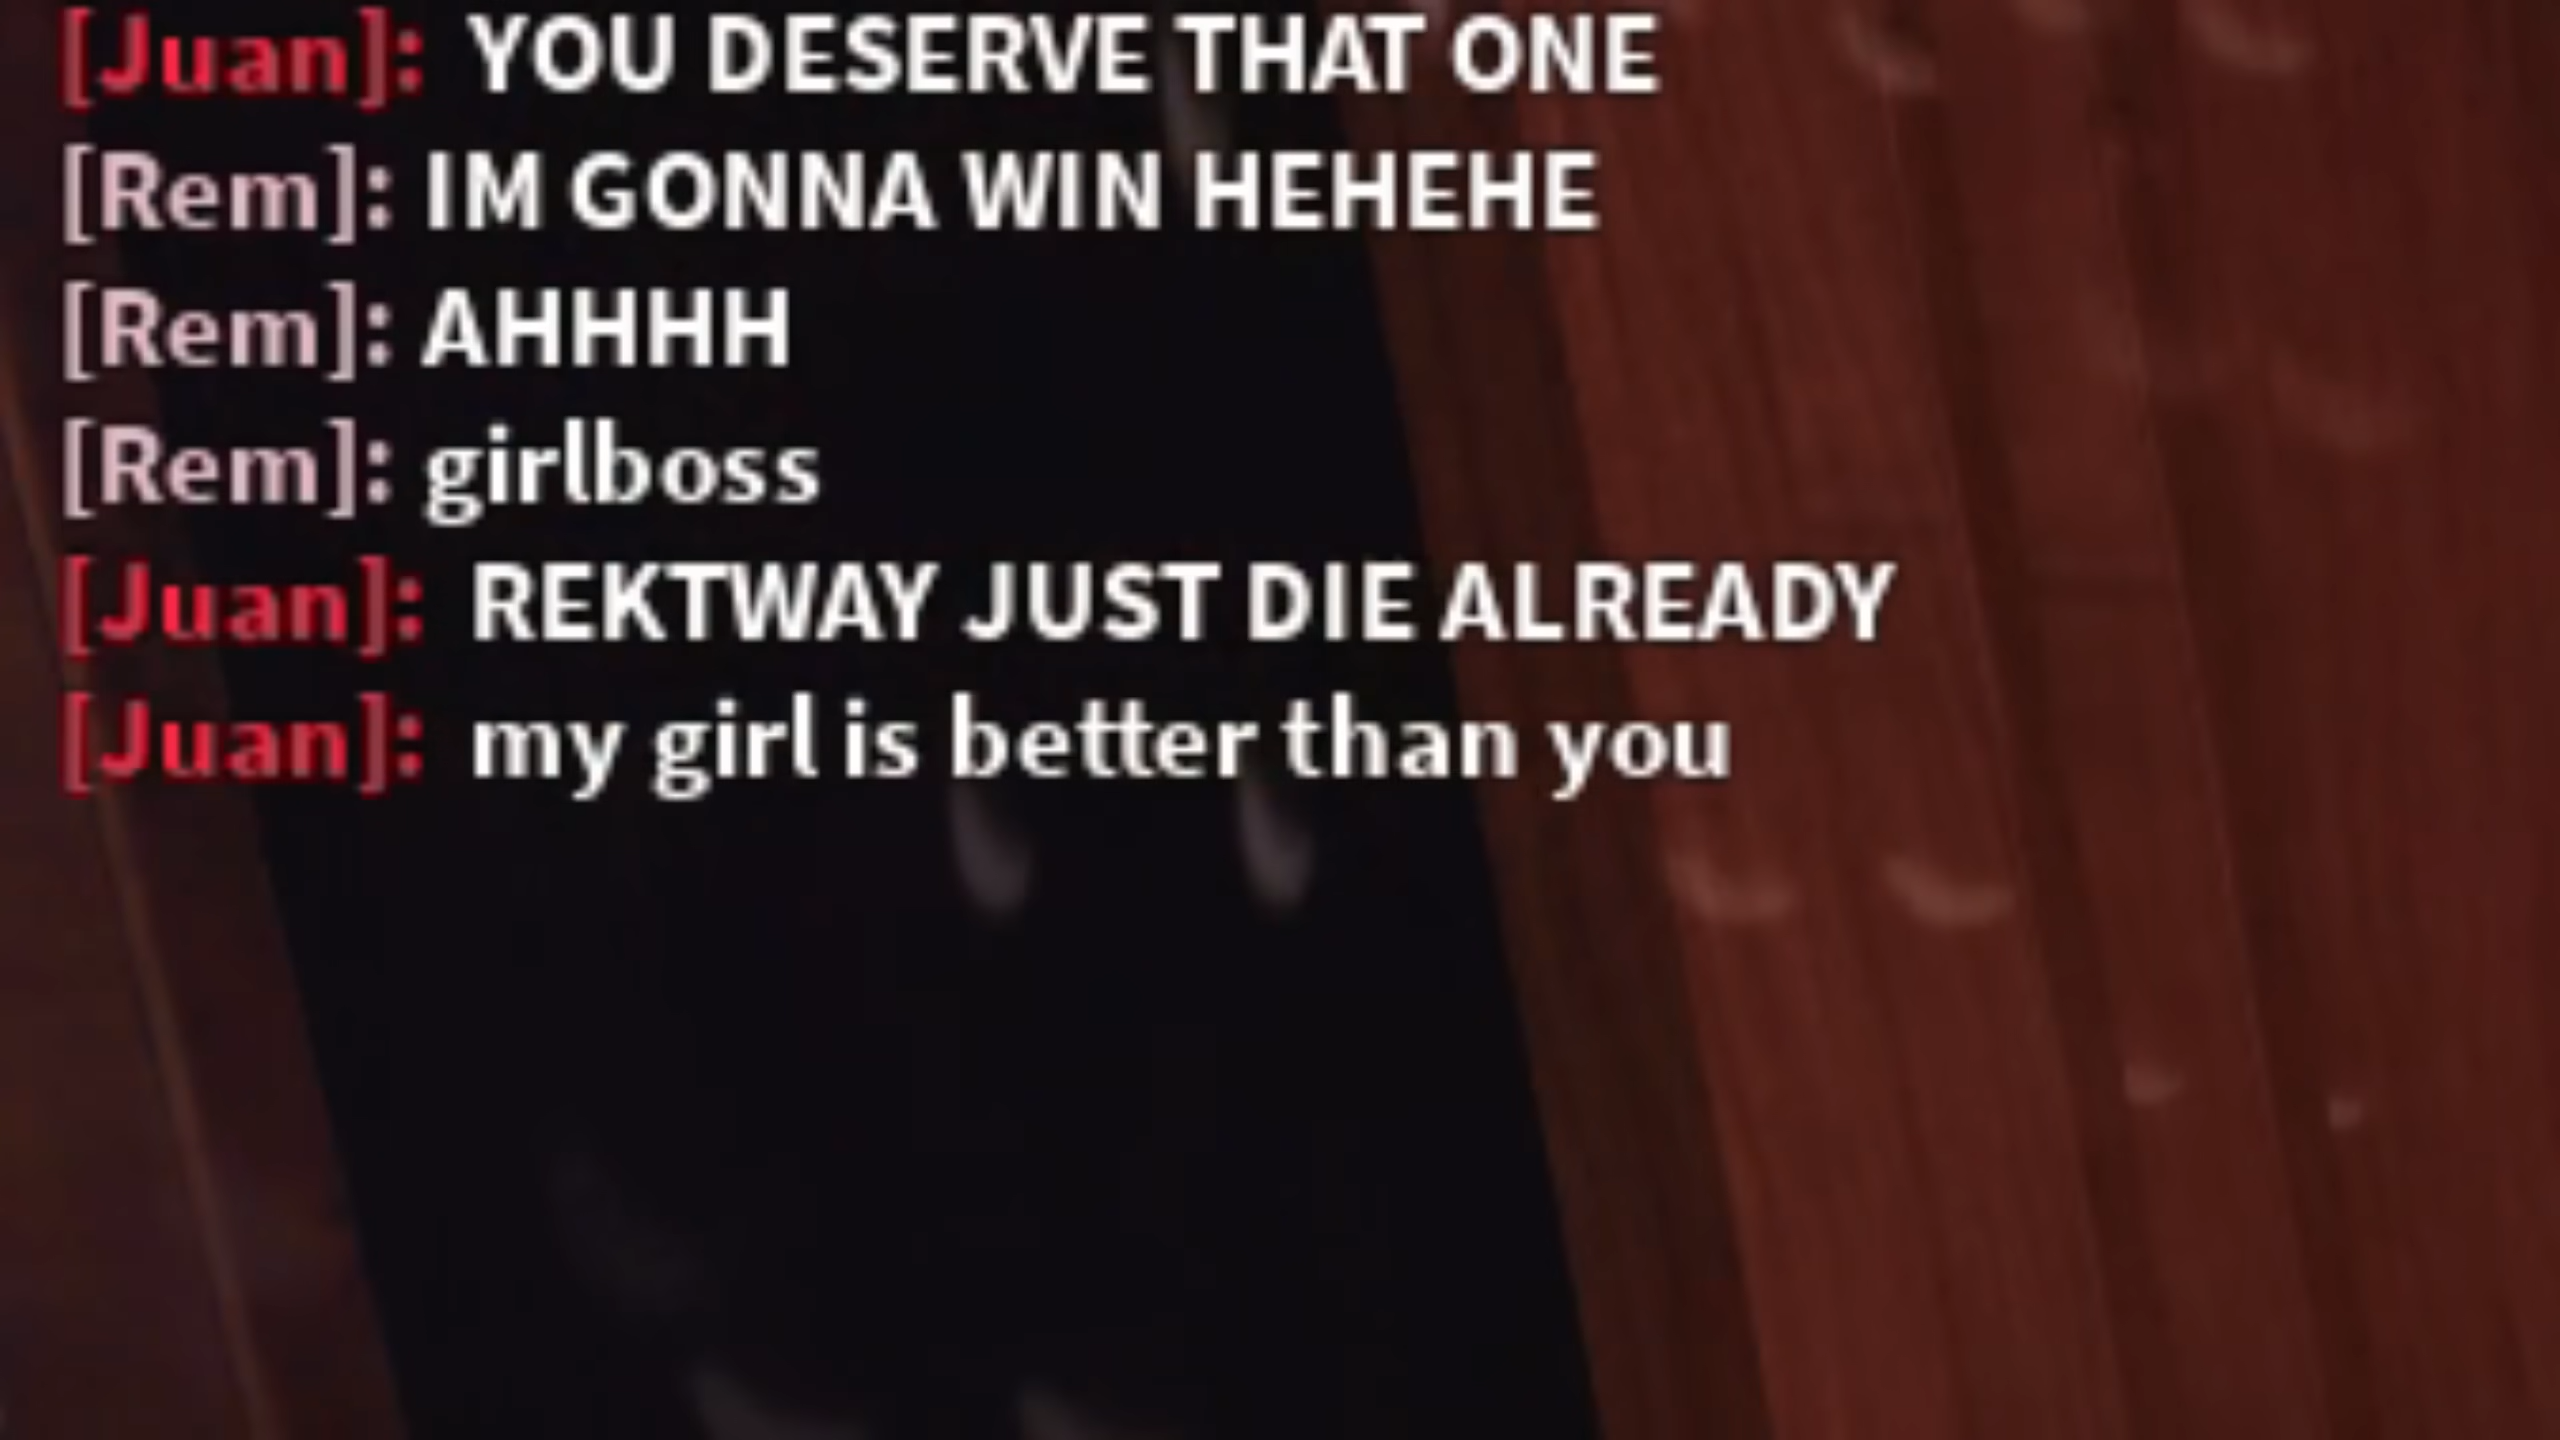 [Juan]: YOU DESERVE THAT ONE
[Rem]: IM GONNA WIN HEHEHE
[Rem]: AHHHH
[Rem]: girlboss
[Juan]: REKTWAY JUST DIE ALREADY
[Juan]: my girl is better than you